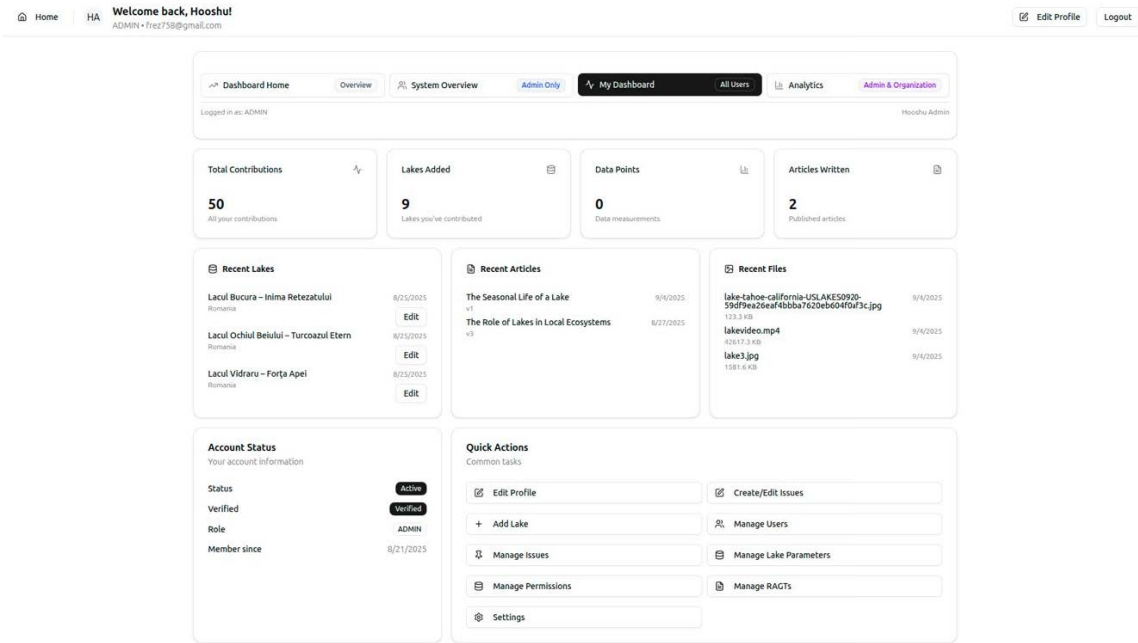 Home
HA
Welcome back, Hooshu!
ADMIN • frez758@gmail.com
Edit Profile
Logout
Dashboard Home
Overview
System Overview
Admin Only
My Dashboard
All Users
Analytics
Admin & Organization
Logged in as: ADMIN
Hooshu Admin
Total Contributions
50
All your contributions
Lakes Added
9
Lakes you've contributed
Data Points
0
Data measurements
Articles Written
2
Published articles
Recent Lakes
Lacul Bucura – Inima Retezatului
8/25/2025
Romania
Edit
Lacul Ochiul Beiului – Turcoazul Etern
8/25/2025
Romania
Edit
Lacul Vidraru – Forța Apei
8/25/2025
Romania
Edit
Recent Articles
The Seasonal Life of a Lake
9/4/2025
v1
The Role of Lakes in Local Ecosystems
8/27/2025
v3
Recent Files
lake-tahoe-california-USLAKES0920-
59df9ea26eaf4bbba7620eb604f0af3c.jpg
9/4/2025
123.3 KB
lakevideo.mp4
9/4/2025
42617.3 KB
lake3.jpg
9/4/2025
1581.6 KB
Account Status
Your account information
Status
Active
Verified
Verified
Role
ADMIN
Member since
8/21/2025
Quick Actions
Common tasks
Edit Profile
Create/Edit Issues
Add Lake
Manage Users
Manage Issues
Manage Lake Parameters
Manage Permissions
Manage RAGTs
Settings